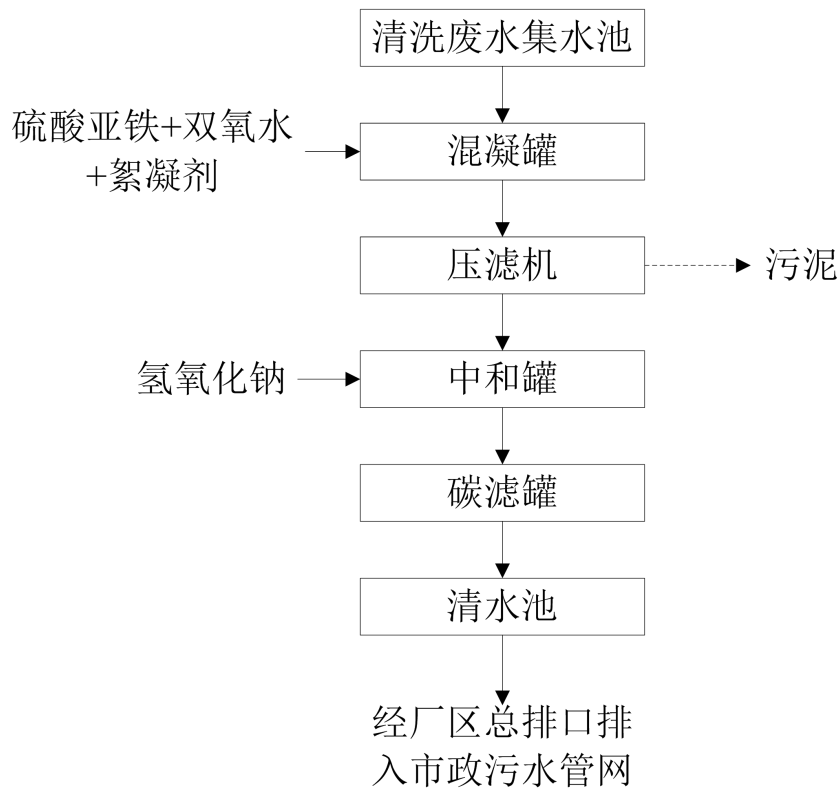 清洗废水集水池
硫酸亚铁+双氧水
+絮凝剂
混凝罐
压滤机
污泥
氢氧化钠
中和罐
碳滤罐
清水池
经厂区总排口排
入市政污水管网